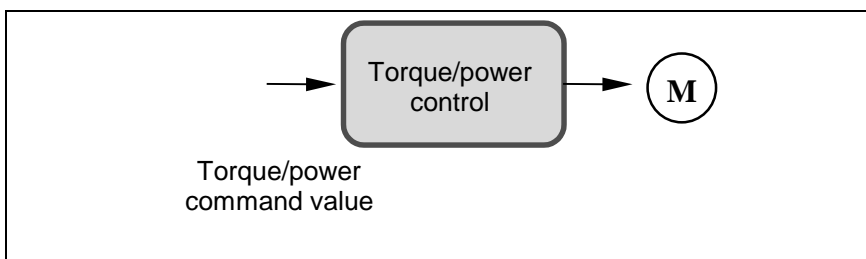 Torque/power
control
M
Torque/power
command value